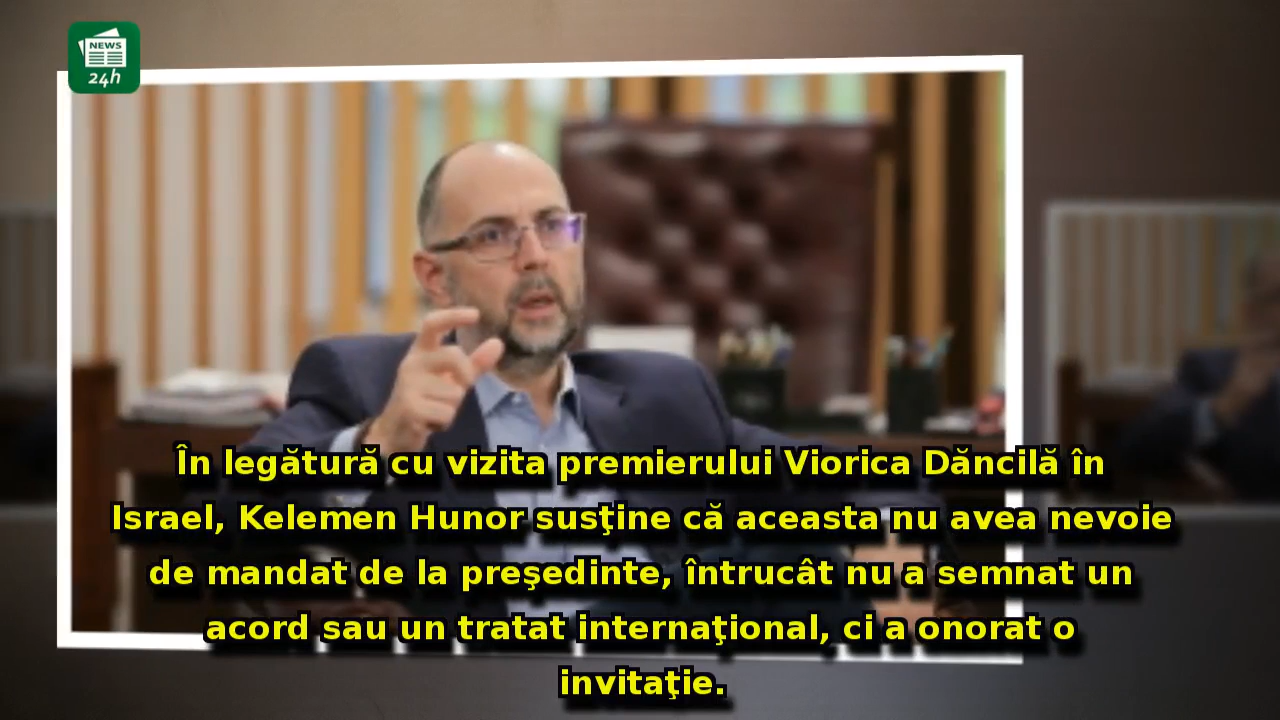 NEWS
24h
În legătură cu vizita premierului Viorica Dăncilă în
Israel, Kelemen Hunor susţine că aceasta nu avea nevoie
de mandat de la preşedinte, întrucât nu a semnat un
acord sau un tratat internaţional, ci a onorat o
invitaţie.